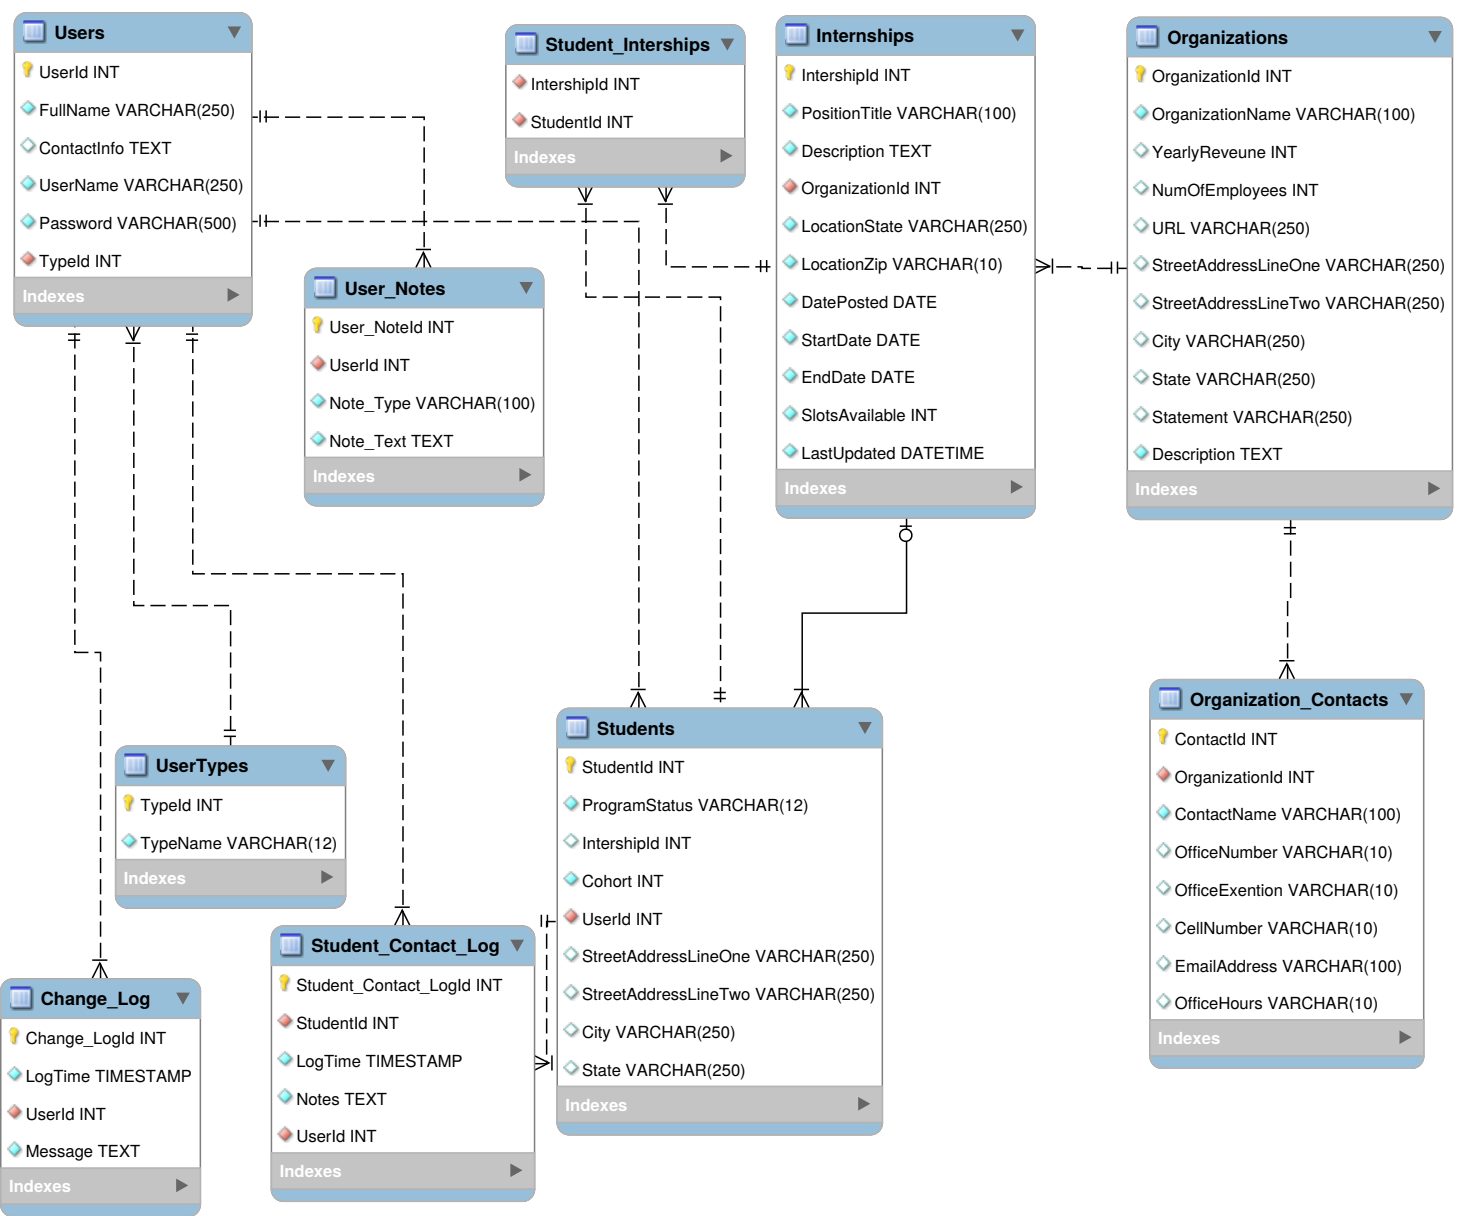 Users
UserId INT
FullName VARCHAR(250)
ContactInfo TEXT
UserName VARCHAR(250)
Password VARCHAR(500)
TypeId INT
Indexes
Student_Interships
IntershipId INT
StudentId INT
Indexes
Internships
IntershipId INT
PositionTitle VARCHAR(100)
Description TEXT
OrganizationId INT
LocationState VARCHAR(250)
LocationZip VARCHAR(10)
DatePosted DATE
StartDate DATE
EndDate DATE
SlotsAvailable INT
LastUpdated DATETIME
Indexes
Organizations
OrganizationId INT
OrganizationName VARCHAR(100)
YearlyReveune INT
NumOfEmployees INT
URL VARCHAR(250)
StreetAddressLineOne VARCHAR(250)
StreetAddressLineTwo VARCHAR(250)
City VARCHAR(250)
State VARCHAR(250)
Statement VARCHAR(250)
Description TEXT
Indexes
User_Notes
User_NoteId INT
UserId INT
Note_Type VARCHAR(100)
Note_Text TEXT
Indexes
UserTypes
TypeId INT
TypeName VARCHAR(12)
Indexes
Students
StudentId INT
ProgramStatus VARCHAR(12)
IntershipId INT
Cohort INT
UserId INT
StreetAddressLineOne VARCHAR(250)
StreetAddressLineTwo VARCHAR(250)
City VARCHAR(250)
State VARCHAR(250)
Indexes
Organization_Contacts
ContactId INT
OrganizationId INT
ContactName VARCHAR(100)
OfficeNumber VARCHAR(10)
OfficeExention VARCHAR(10)
CellNumber VARCHAR(10)
EmailAddress VARCHAR(100)
OfficeHours VARCHAR(10)
Indexes
Student_Contact_Log
Student_Contact_LogId INT
StudentId INT
LogTime TIMESTAMP
Notes TEXT
UserId INT
Indexes
Change_Log
Change_LogId INT
LogTime TIMESTAMP
UserId INT
Message TEXT
Indexes